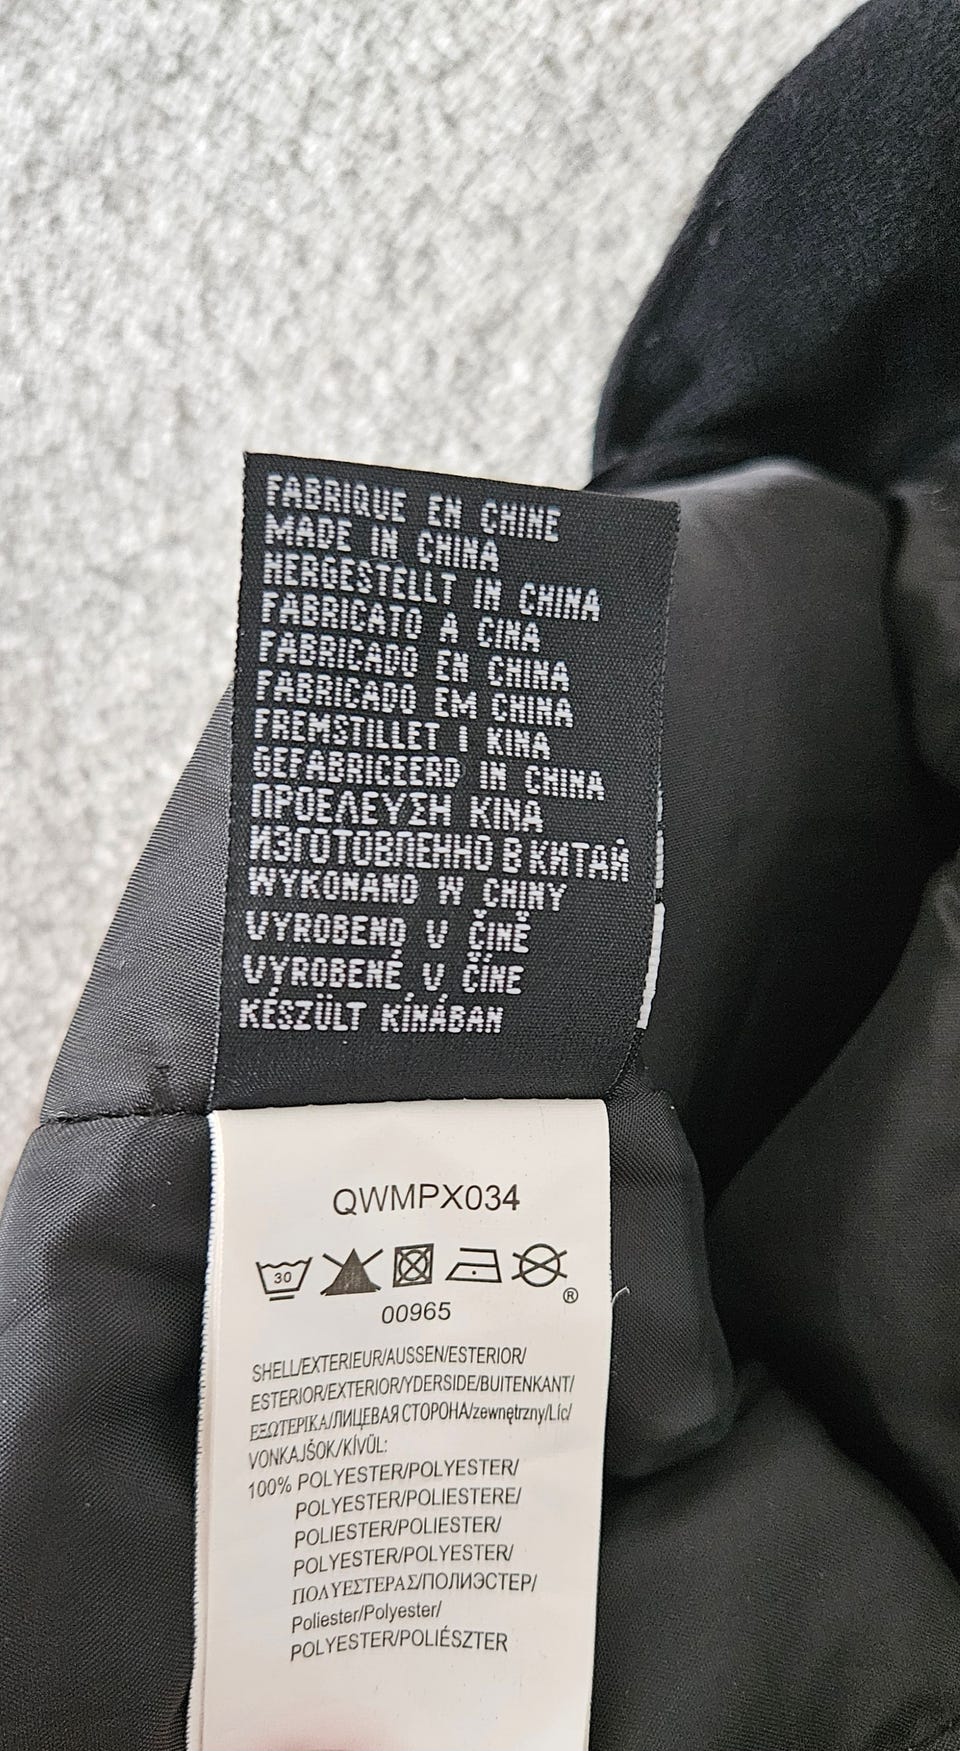 FABRIQUE EN CHINE
MADE IN CHINA
HERGESTELLT IN CHINA
FABRICATO A CINA
FABRICADO EN CHINA
FABRICADO EM CHINA
FREMSTILLET I KINA
GEFABRICEERD IN CHINA
ΠΡΟΕΛΕΥΣΗ ΚΙΝΑ
ИЗГОТОВЛЕННО В КИТАЙ
WYKONANO W CHINY
VYROBENO V ČINĚ
VYROBENÉ V ČÍNE
KÉSZÜLT KÍNÁBAN
QWMPX034
30
®
00965
SHELL/EXTERIEUR/AUSSEN/ESTERIOR/
ESTERIOR/EXTERIOR/YDERSIDE/BUITENKANT/
ΕΞΩΤΕΡΙΚΑ/ЛИЦЕВАЯ СТОРОНА/zewnętrzny/Líc/
VONKAJŠOK/KÍVÜL:
100% POLYESTER/POLYESTER/
POLYESTER/POLIESTERE/
POLIESTER/POLIESTER/
POLYESTER/POLYESTER/
ΠΟΛΥΕΣΤΕΡΑΣ/ПОЛИЭСТЕР/
Poliester/Polyester/
POLYESTER/POLIÉSZTER